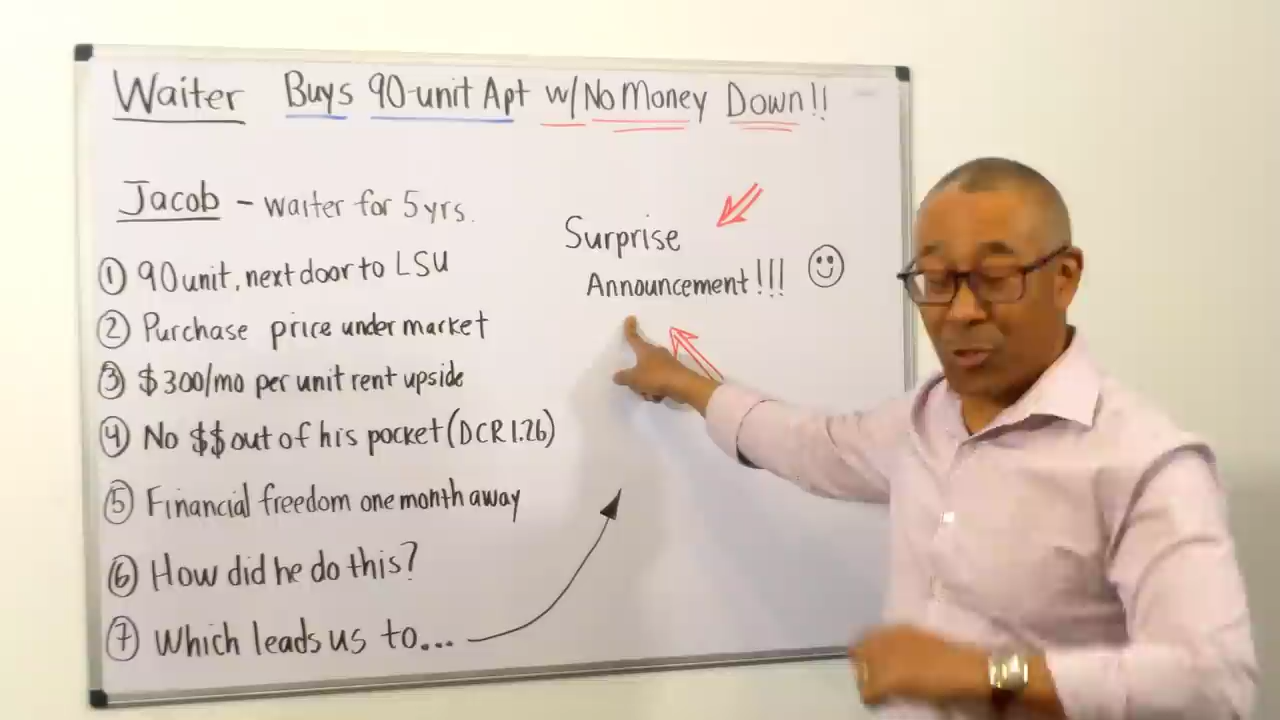 Waiter Buys 90-unit Apt w/No Money Down!!
Jacob - waiter for 5yrs.
① 90 unit, next door to LSU
② Purchase price under market
③ $300/mo per unit rent upside
④ No $$ out of his pocket (DCR 1.26)
⑤ Financial freedom one month away
⑥ How did he do this?
⑦ Which leads us to...
Surprise
Announcement!!!